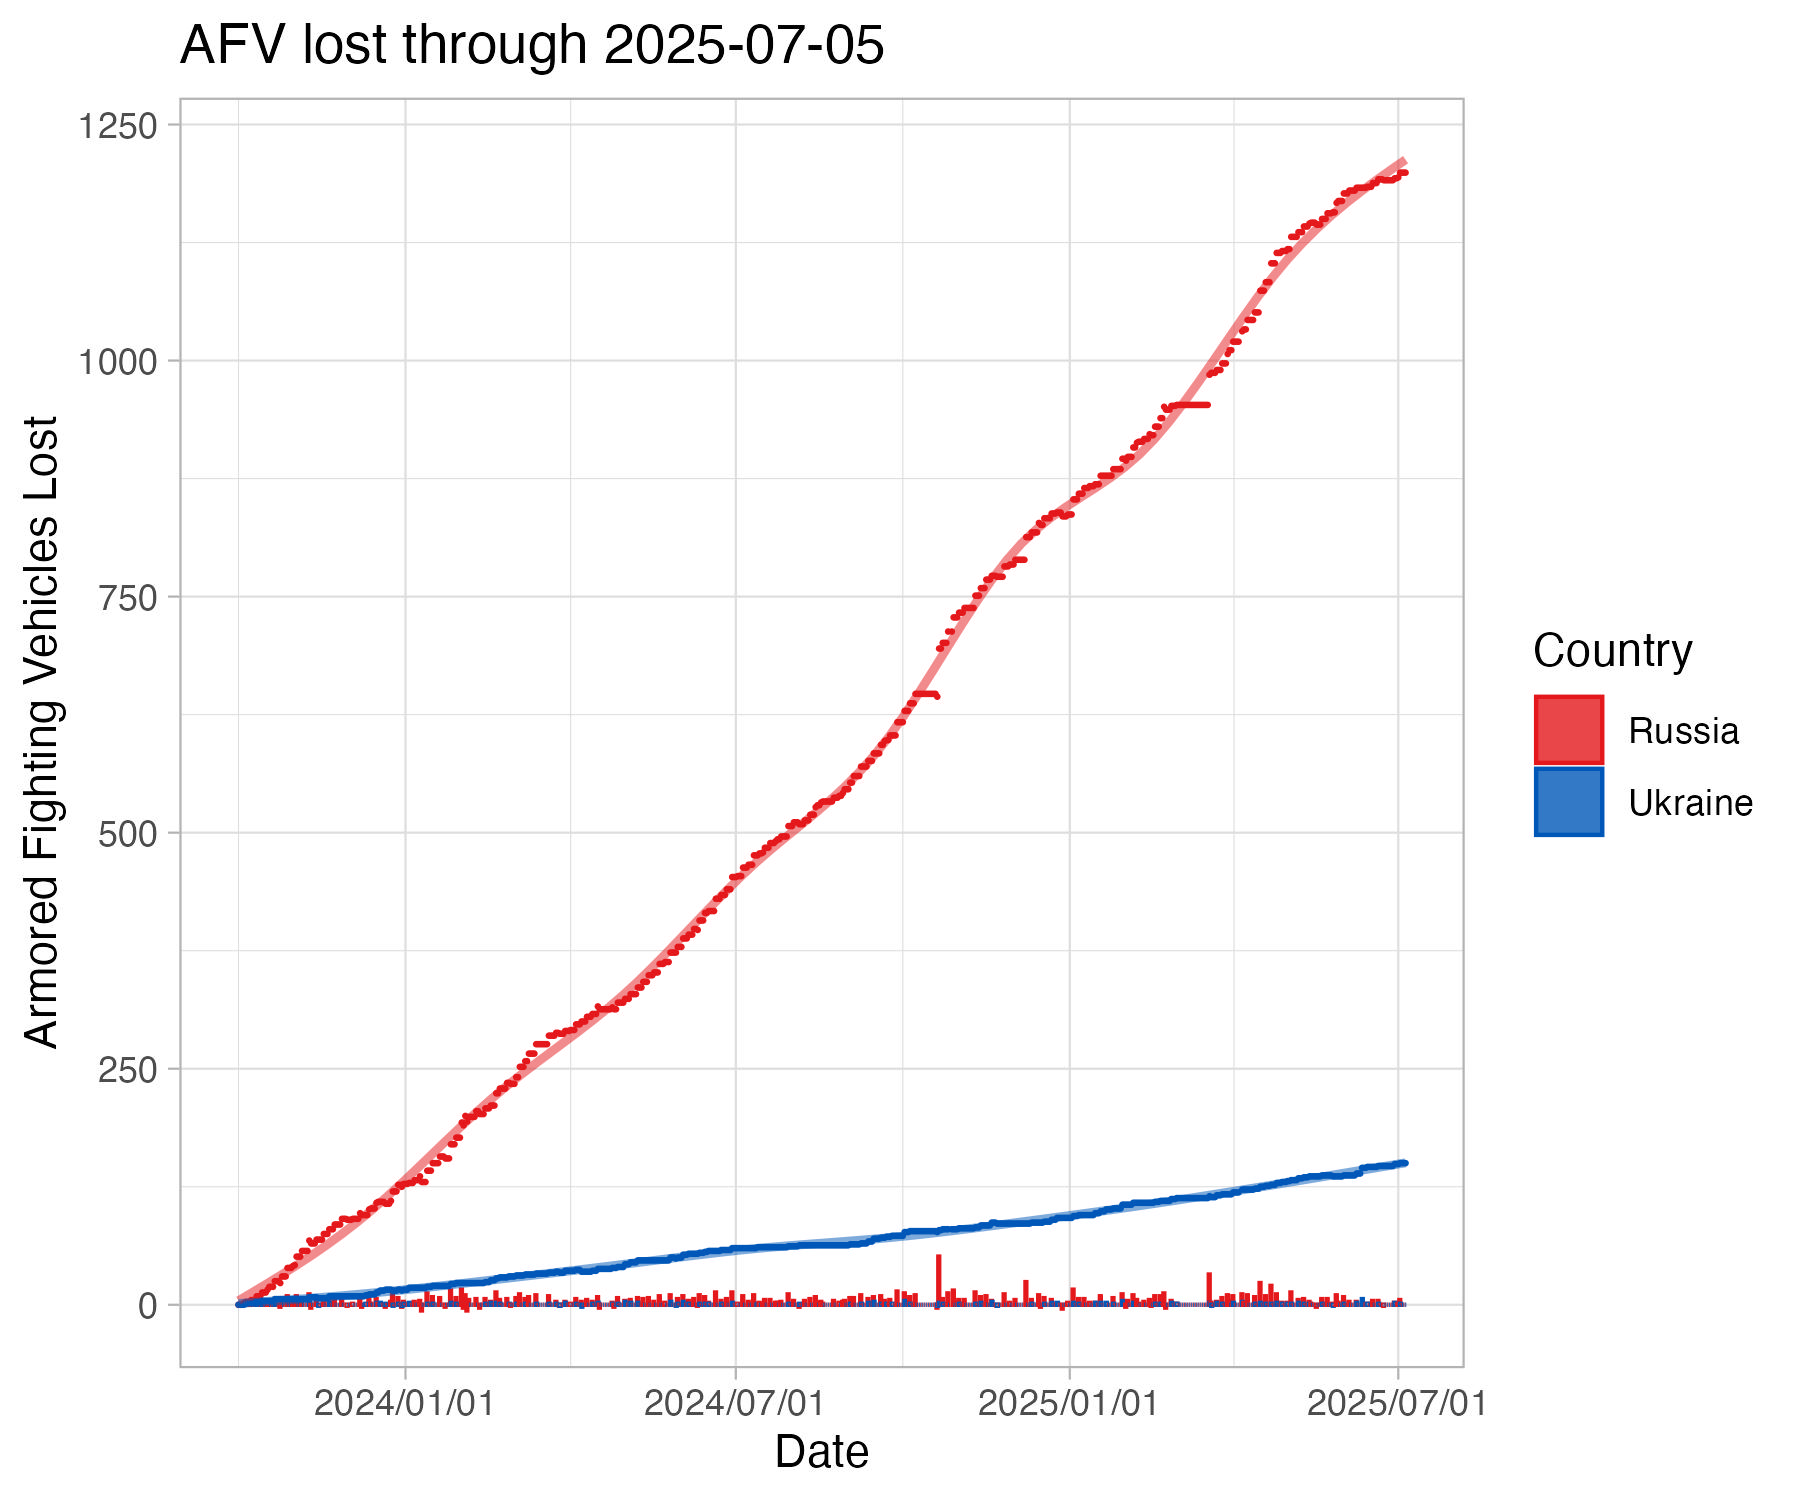 AFV lost through 2025-07-05
Armored Fighting Vehicles Lost
1250
1000
750
500
250
0
2024/01/01
2024/07/01
2025/01/01
2025/07/01
Date
Country
Russia
Ukraine